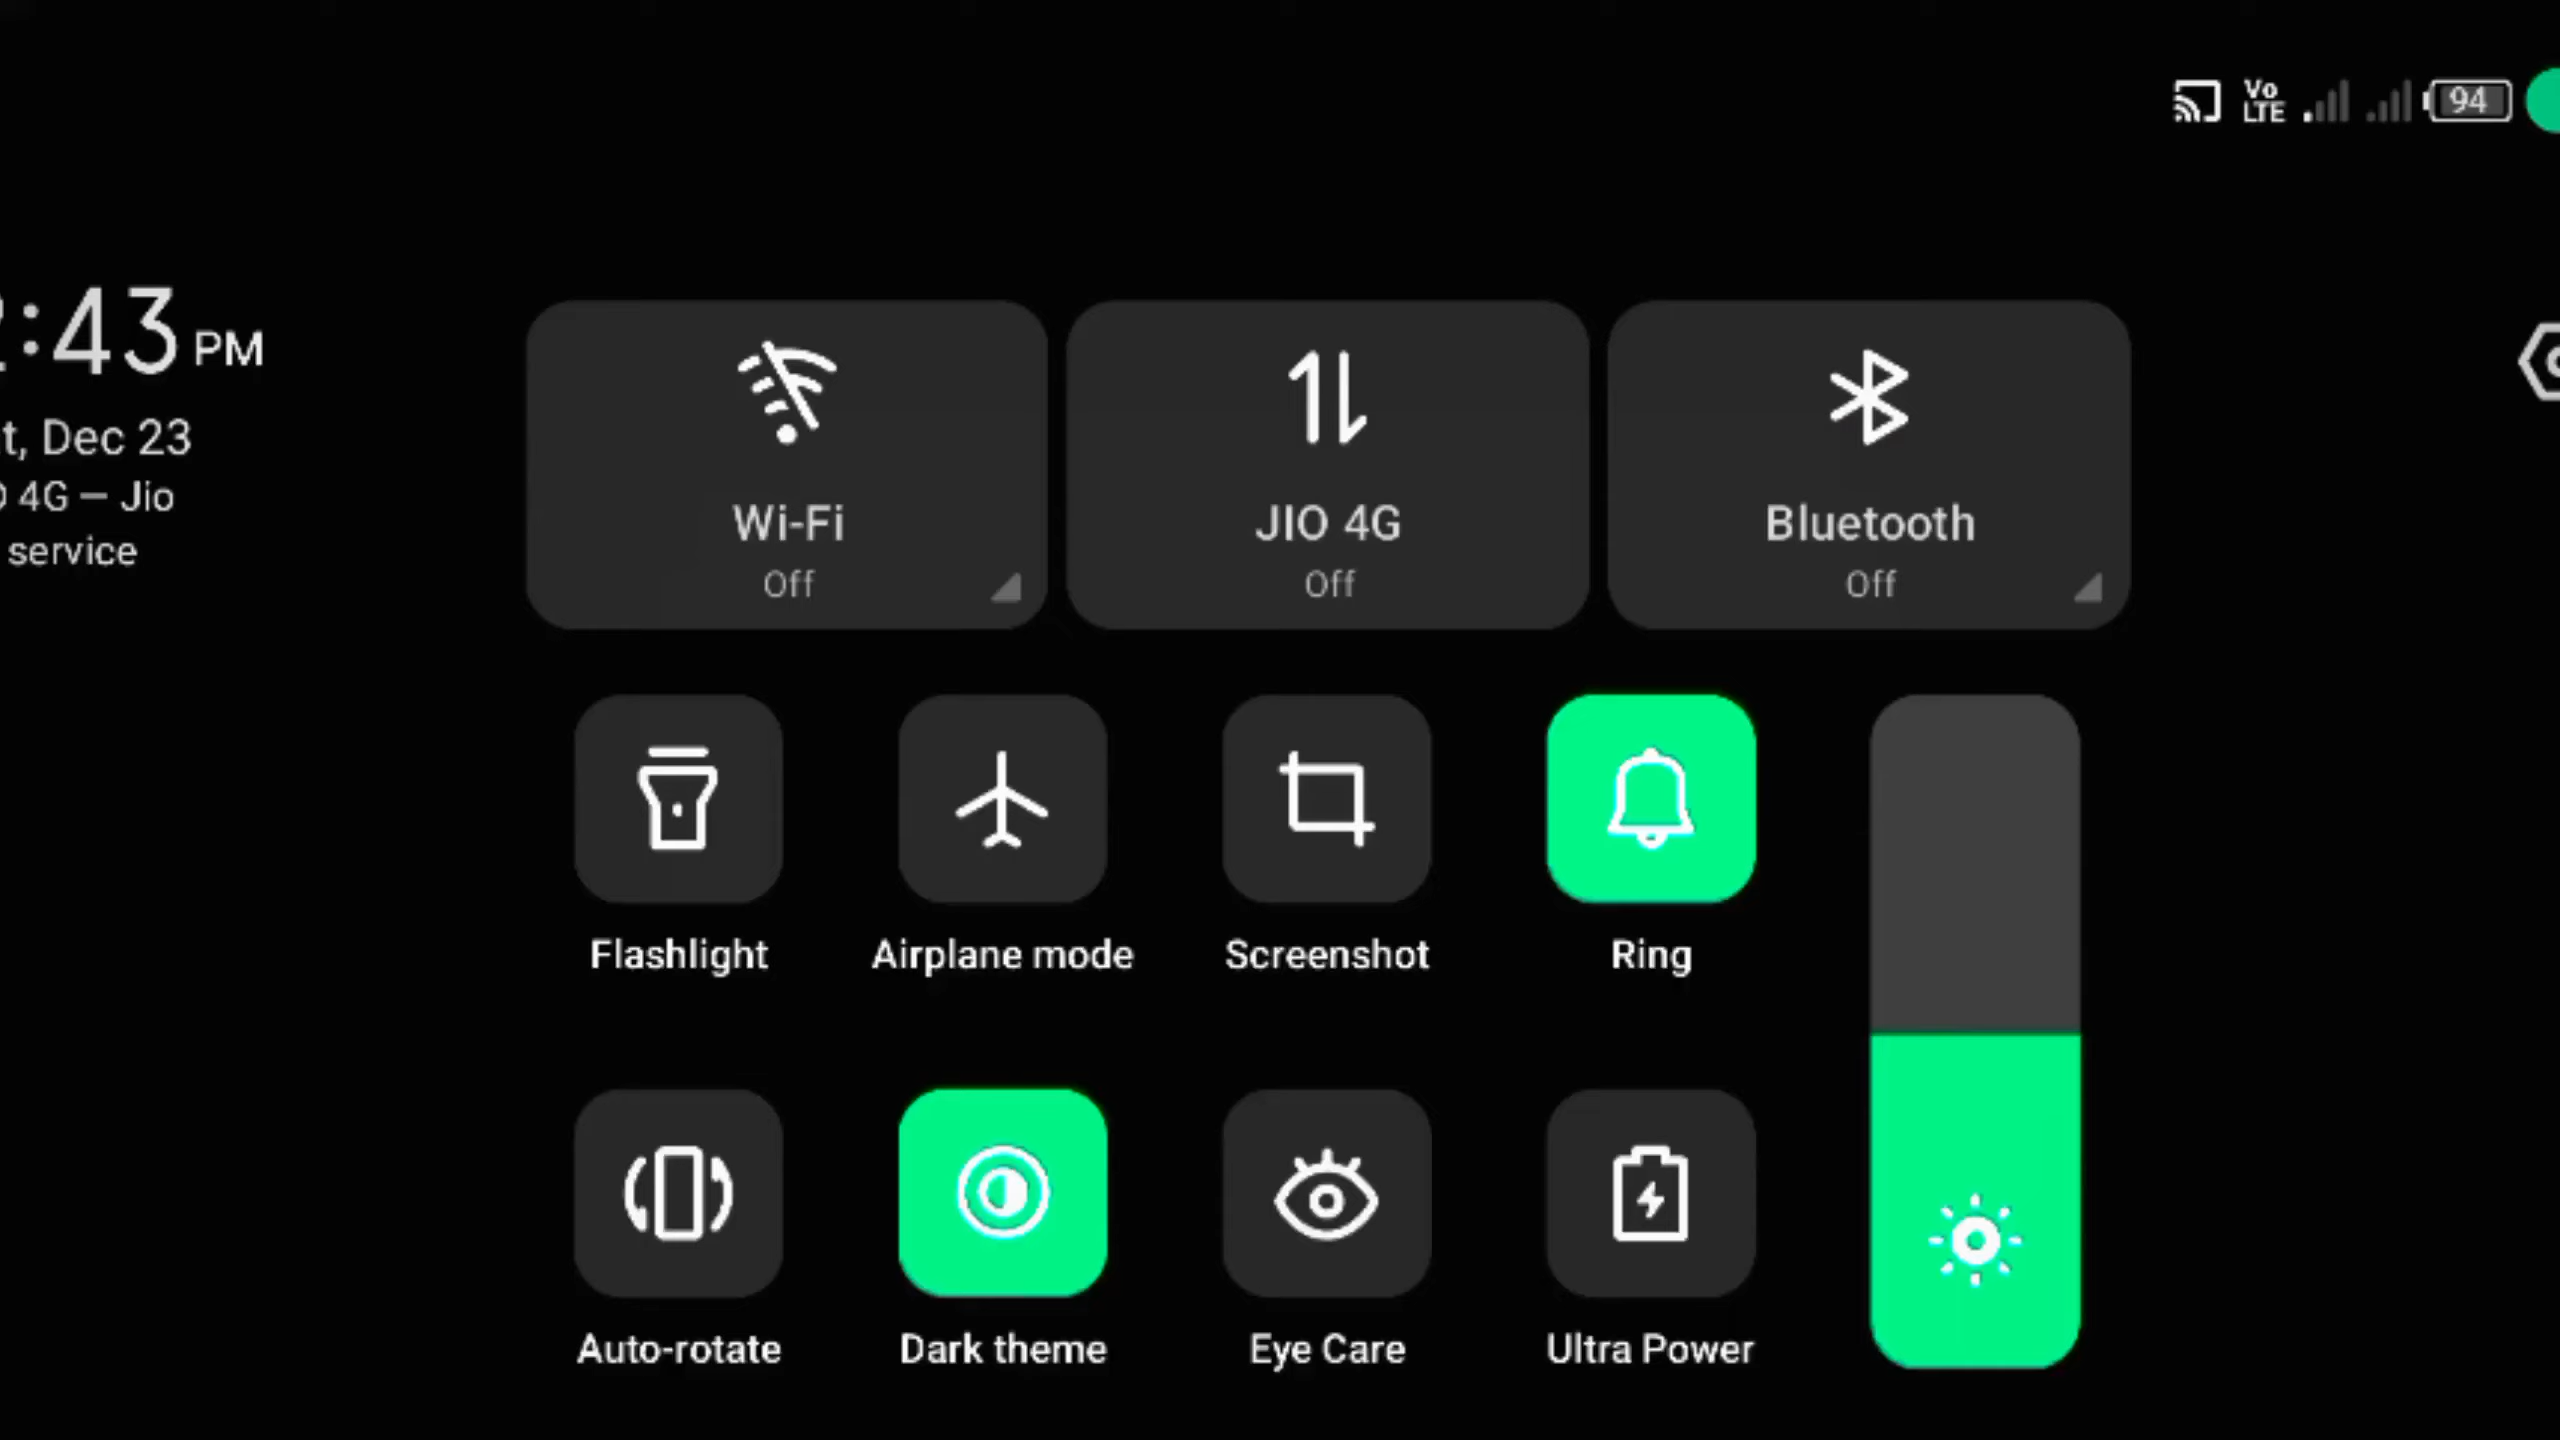 Vo
LTE
94
:43 PM
t, Dec 23
4G — Jio
service
Wi-Fi
Off
JIO 4G
Off
Bluetooth
Off
Flashlight
Airplane mode
Screenshot
Ring
Auto-rotate
Dark theme
Eye Care
Ultra Power